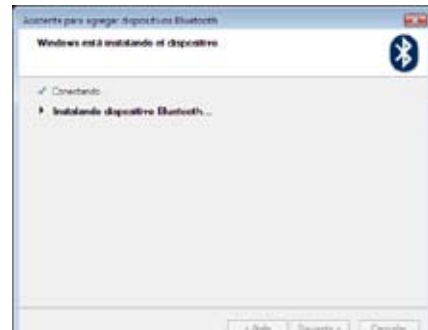 Asistente para agregar dispositivos Bluetooth
Windows está instalando el dispositivo
Conectando
Instalando dispositivo Bluetooth...
< Atrás Siguiente > Cancelar